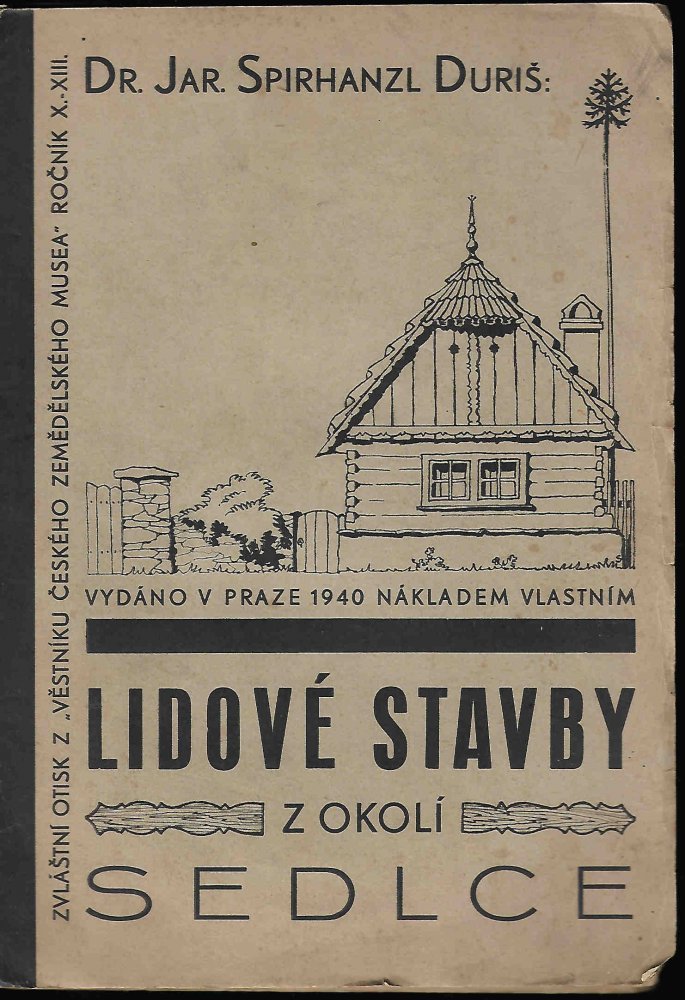 DR. JAR. SPIRHANZL DURIŠ:
ZVLÁŠTNÍ OTISK Z „VĚSTNÍKU ČESKÉHO ZEMĚDĚLSKÉHO MUSEA“ ROČNÍK X.-XIII.
VYDÁNO V PRAZE 1940 NÁKLADEM VLASTNÍM
LIDOVÉ STAVBY
Z OKOLÍ
SEDLCE